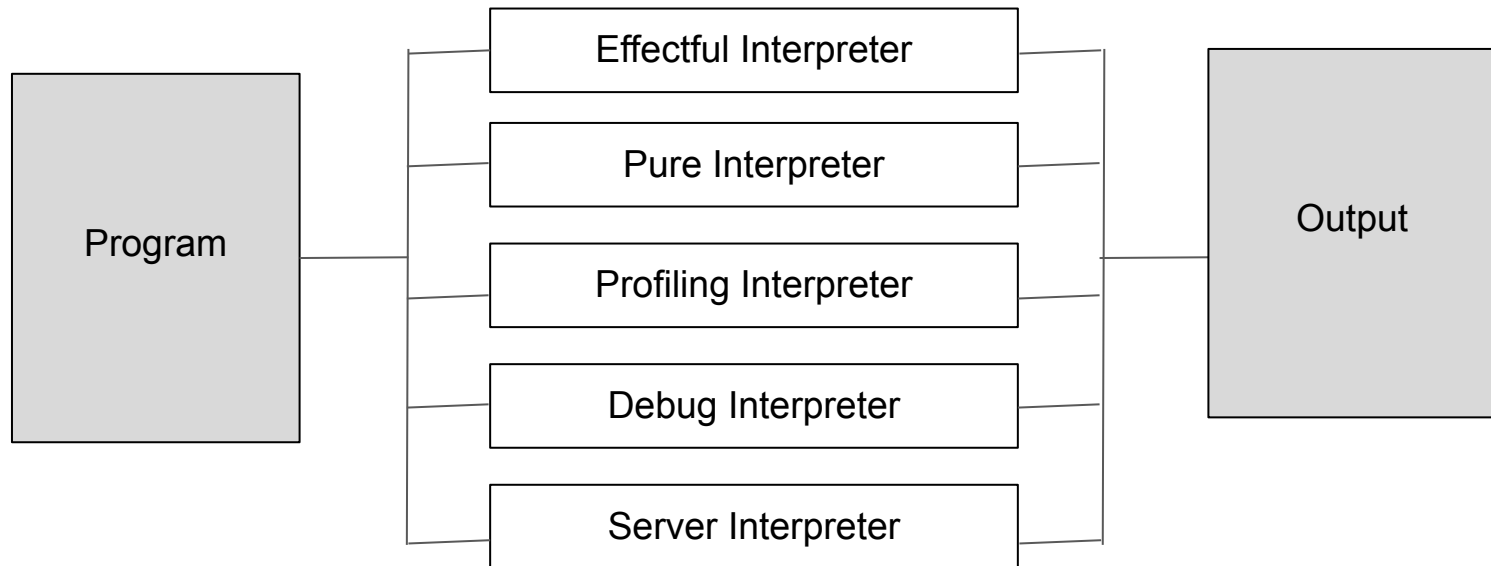 Program
Effectful Interpreter
Pure Interpreter
Profiling Interpreter
Debug Interpreter
Server Interpreter
Output